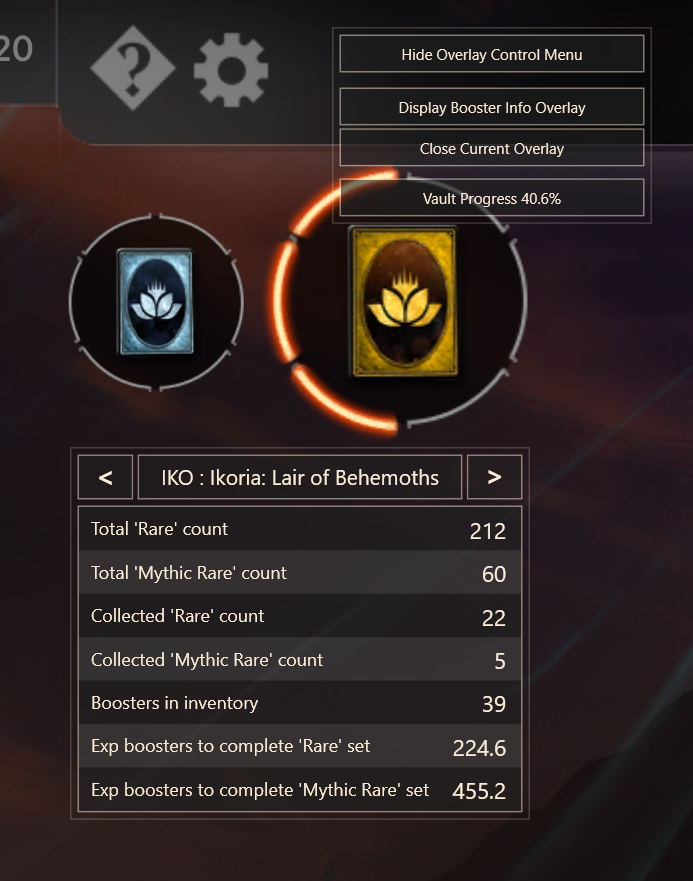 20
?
Hide Overlay Control Menu
Display Booster Info Overlay
Close Current Overlay
Vault Progress 40.6%
< IKO : Ikoria: Lair of Behemoths >
Total 'Rare' count 212
Total 'Mythic Rare' count 60
Collected 'Rare' count 22
Collected 'Mythic Rare' count 5
Boosters in inventory 39
Exp boosters to complete 'Rare' set 224.6
Exp boosters to complete 'Mythic Rare' set 455.2